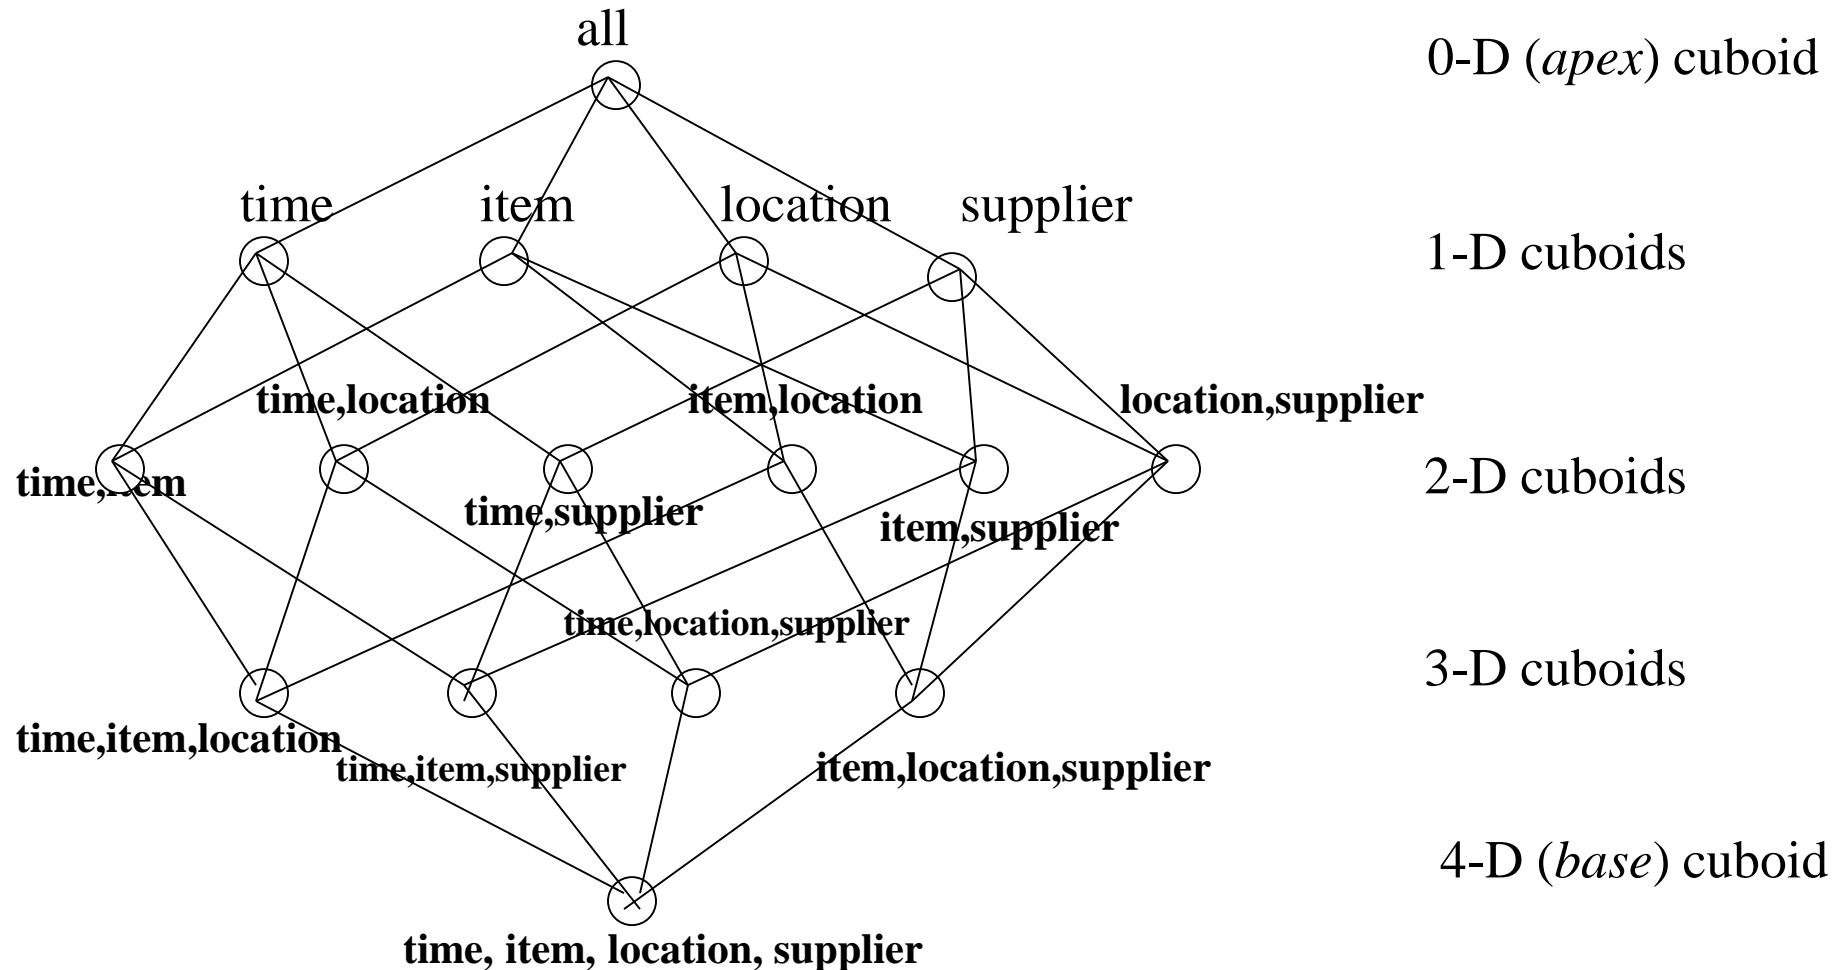 all
0-D (apex) cuboid
time
item
location
supplier
1-D cuboids
time,location
item,location
location,supplier
time,item
2-D cuboids
time,supplier
item,supplier
time,location,supplier
3-D cuboids
time,item,location
time,item,supplier
item,location,supplier
4-D (base) cuboid
time, item, location, supplier